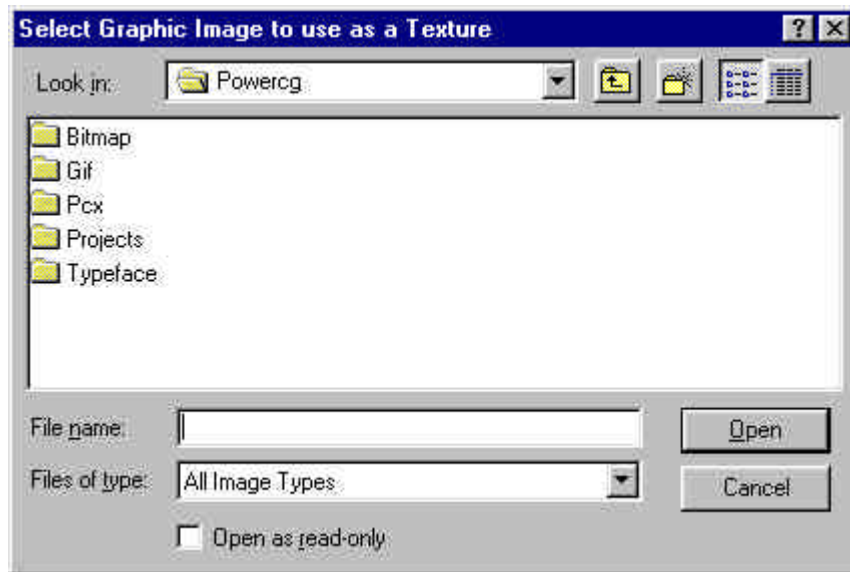 Select Graphic Image to use as a Texture
Look in: Powercg
Bitmap
Gif
Pcx
Projects
Typeface
File name: Open
Files of type: All Image Types Cancel
Open as read-only